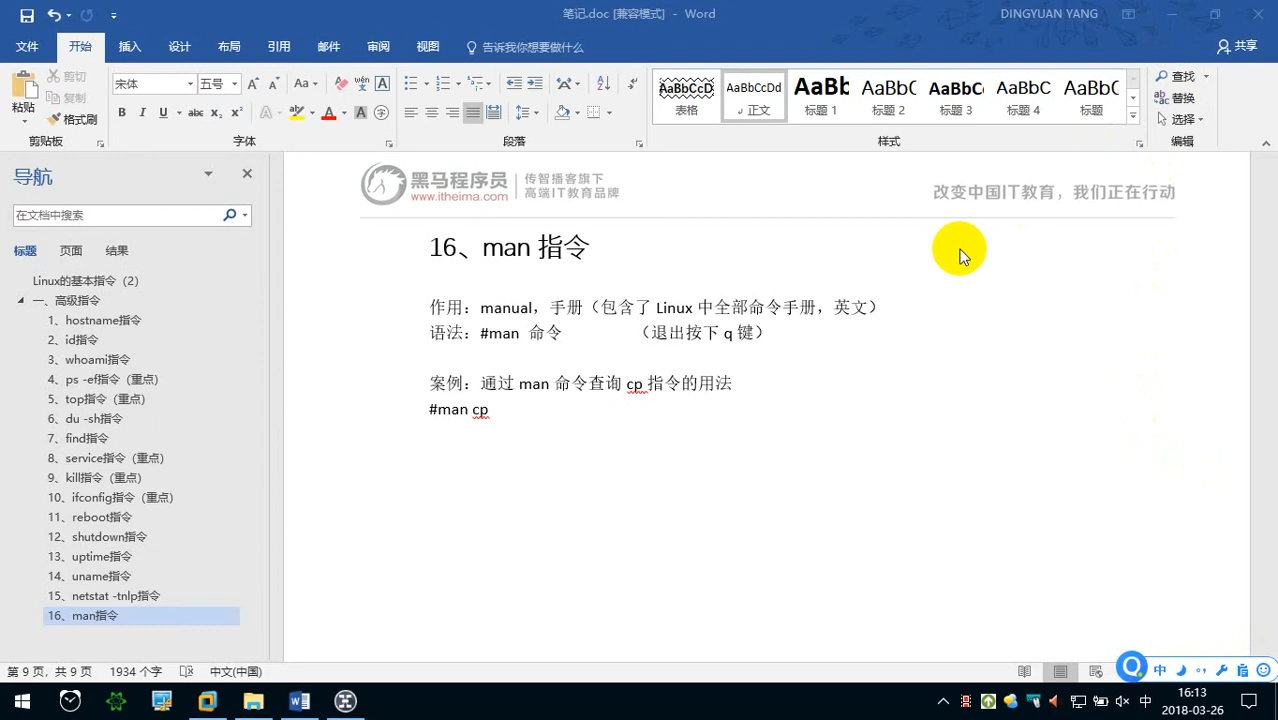 笔记.doc [兼容模式] - Word
DINGYUAN YANG
文件 开始 插入 设计 布局 引用 邮件 审阅 视图 告诉我你想要做什么 共享
粘贴 剪切 复制 格式刷
宋体 五号
AaBbCcD AaBbCcDd AaBb AaBbC AaBbC AaBbC AaBbC
表格 正文 标题 1 标题 2 标题 3 标题 4 标题
查找 替换 选择
剪贴板 字体 段落 样式 编辑
导航
在文档中搜索
标题 页面 结果
Linux的基本指令（2）
一、高级指令
1、hostname指令
2、id指令
3、whoami指令
4、ps -ef指令（重点）
5、top指令（重点）
6、du -sh指令
7、find指令
8、service指令（重点）
9、kill指令（重点）
10、ifconfig指令（重点）
11、reboot指令
12、shutdown指令
13、uptime指令
14、uname指令
15、netstat -tnlp指令
16、man指令
黑马程序员
www.itheima.com
传智播客旗下
高端IT教育品牌
改变中国IT教育，我们正在行动
16、man 指令
作用：manual，手册（包含了 Linux 中全部命令手册，英文）
语法：#man 命令 （退出按下 q 键）
案例：通过 man 命令查询 cp 指令的用法
#man cp
第 9 页，共 9 页 1934 个字 中文(中国)
中
中
16:13
2018-03-26